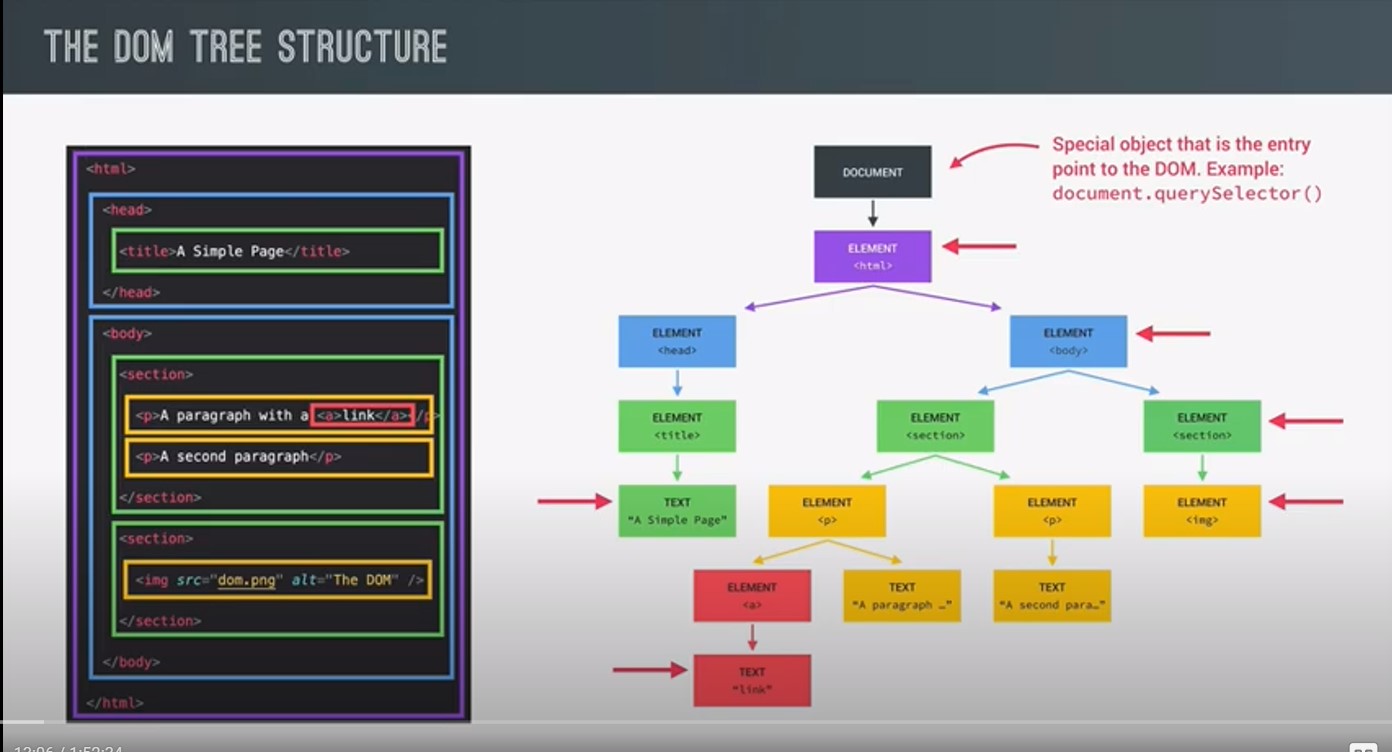 THE DOM TREE STRUCTURE
<html>
<head>
<title>A Simple Page</title>
</head>
<body>
<section>
<p>A paragraph with a <a>link</a></p>
<p>A second paragraph</p>
</section>
<section>
<img src="dom.png" alt="The DOM" />
</section>
</body>
</html>
Special object that is the entry
point to the DOM. Example:
document.querySelector()
DOCUMENT
ELEMENT
<html>
ELEMENT
<head>
ELEMENT
<body>
ELEMENT
<title>
ELEMENT
<section>
ELEMENT
<section>
TEXT
"A Simple Page"
ELEMENT
<p>
ELEMENT
<p>
ELEMENT
<img>
ELEMENT
<a>
TEXT
"A paragraph …"
TEXT
"A second para…"
TEXT
"link"